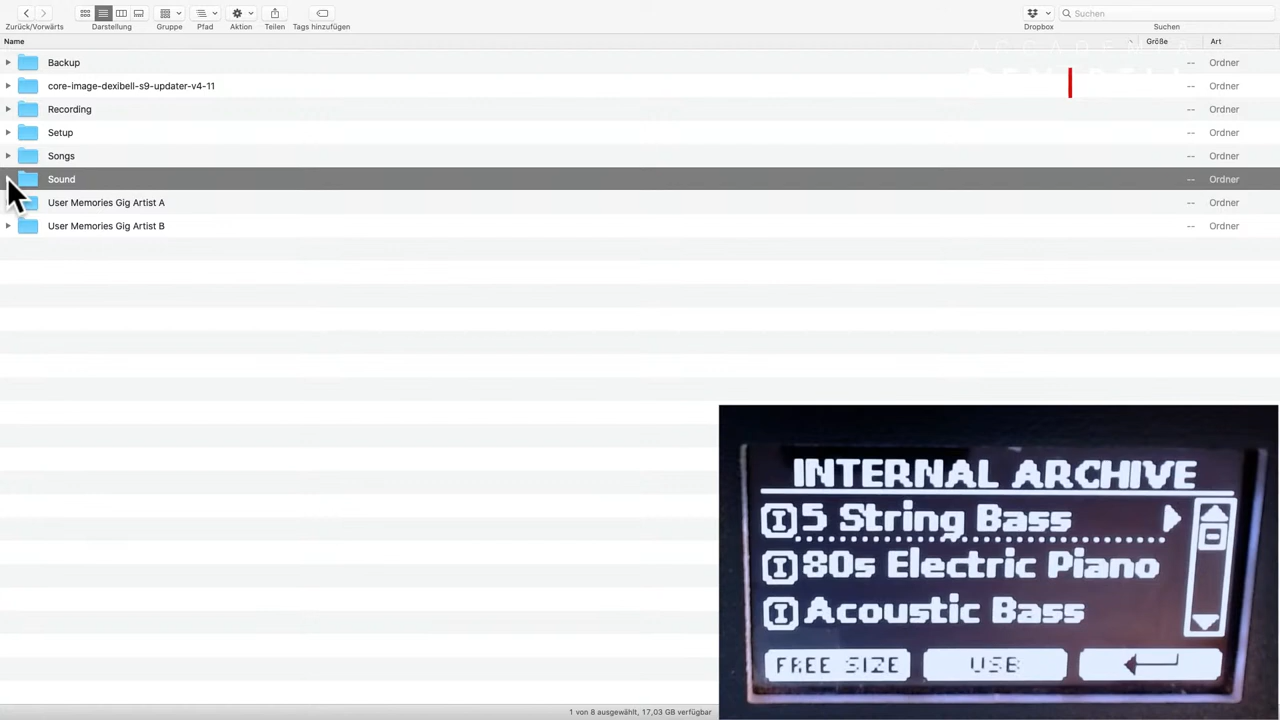 Zurück/Vorwärts Darstellung Gruppe Pfad Aktion Teilen Tags hinzufügen Dropbox Suchen
Suchen
Name Größe Art
Backup -- Ordner
core-image-dexibell-s9-updater-v4-11 -- Ordner
Recording -- Ordner
Setup -- Ordner
Songs -- Ordner
Sound -- Ordner
User Memories Gig Artist A -- Ordner
User Memories Gig Artist B -- Ordner
INTERNAL ARCHIVE
I 5 String Bass
I 80s Electric Piano
I Acoustic Bass
FREE SIZE USB
1 von 8 ausgewählt, 17,03 GB verfügbar